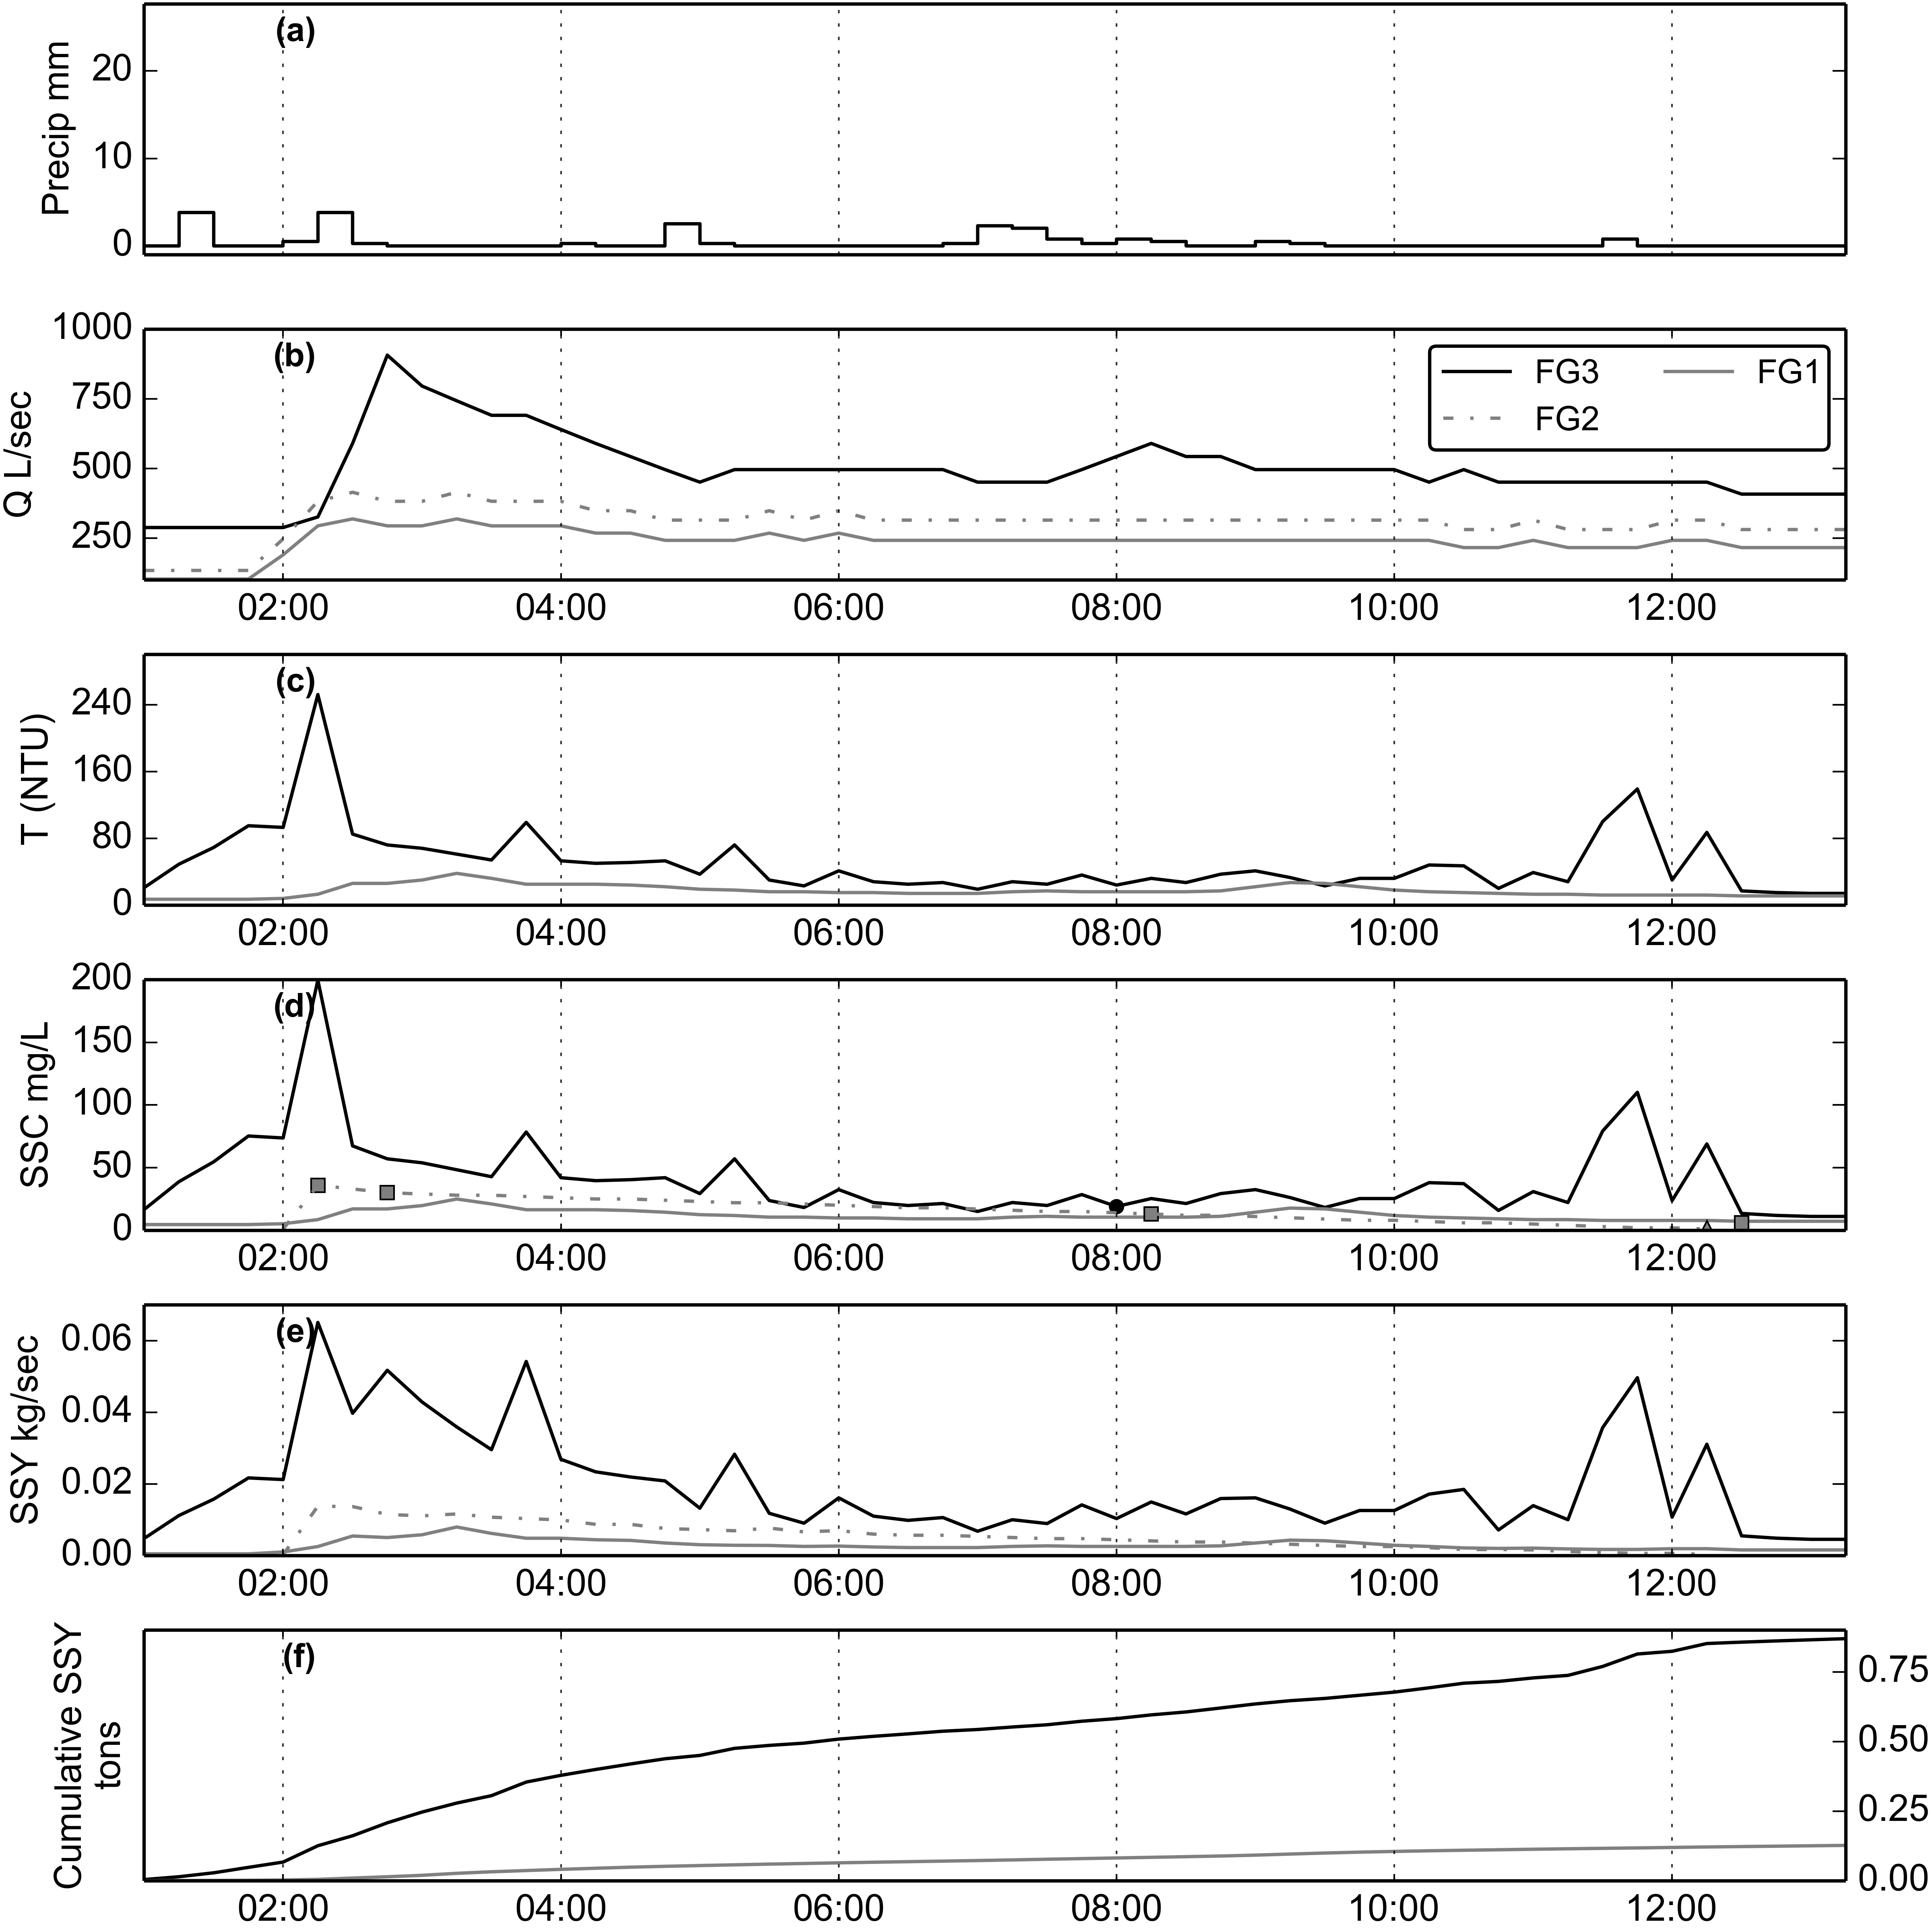 (a)
Precip mm
20
10
0
(b)
Q L/sec
1000
750
500
250
FG3 FG1
FG2
02:00 04:00 06:00 08:00 10:00 12:00
(c)
T (NTU)
240
160
80
0
02:00 04:00 06:00 08:00 10:00 12:00
(d)
SSC mg/L
200
150
100
50
0
02:00 04:00 06:00 08:00 10:00 12:00
(e)
SSY kg/sec
0.06
0.04
0.02
0.00
02:00 04:00 06:00 08:00 10:00 12:00
(f)
Cumulative SSY
tons
0.75
0.50
0.25
0.00
02:00 04:00 06:00 08:00 10:00 12:00